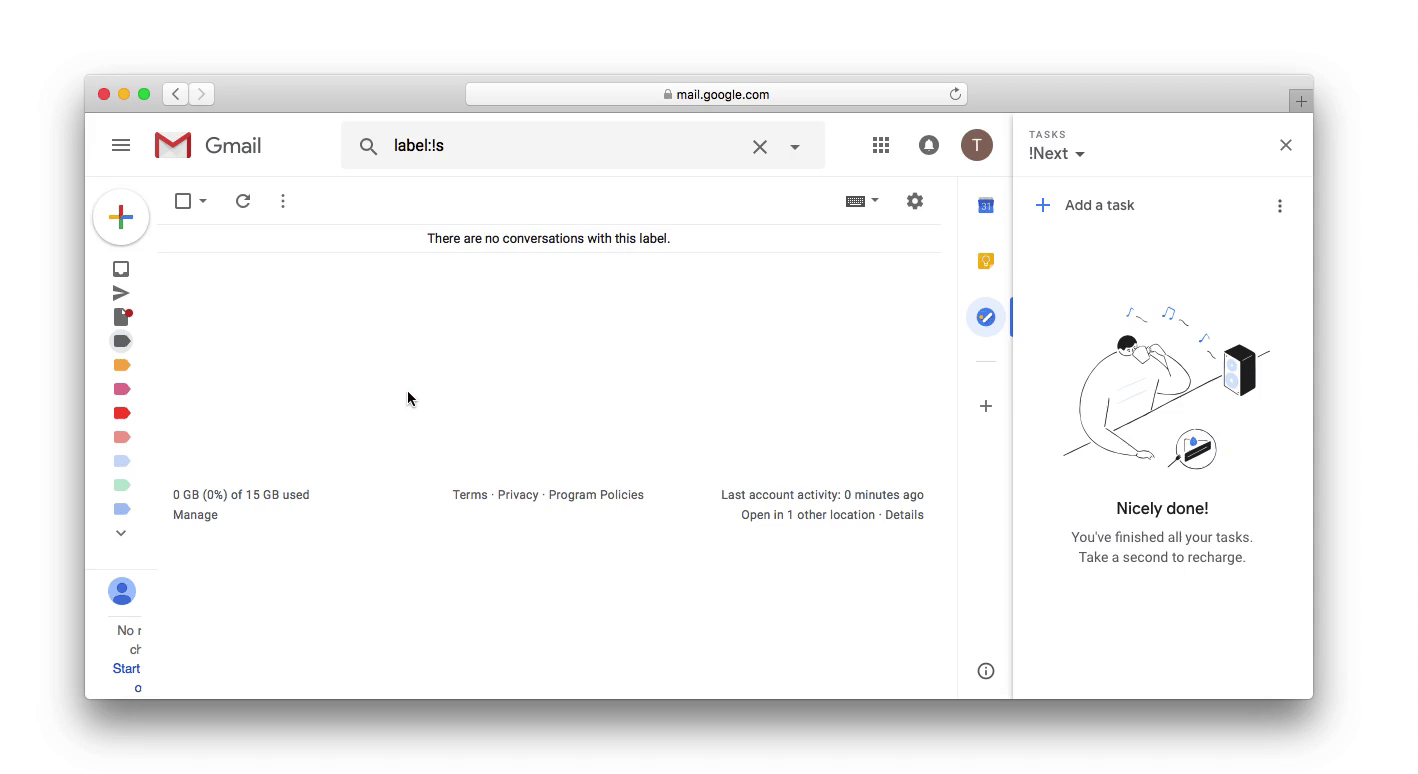 mail.google.com
Gmail
label:!s
T
TASKS
!Next
31
Add a task
There are no conversations with this label.
0 GB (0%) of 15 GB used
Manage
Terms · Privacy · Program Policies
Last account activity: 0 minutes ago
Open in 1 other location · Details
Nicely done!
You've finished all your tasks.
Take a second to recharge.
No r
ch
Start
o